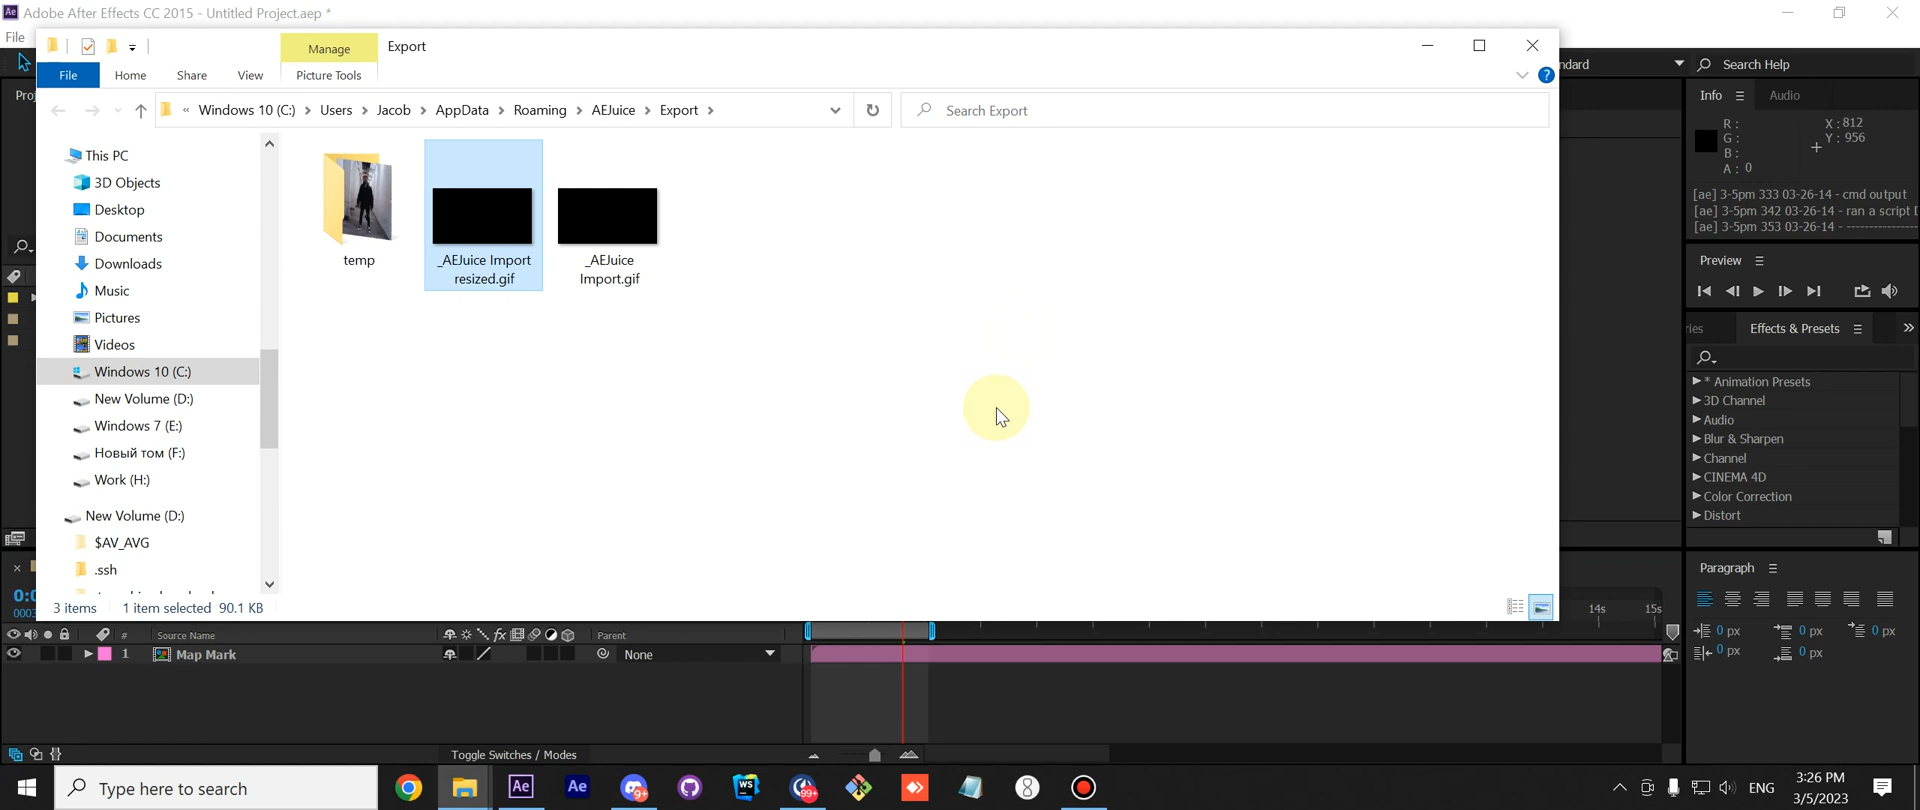 Ae Adobe After Effects CC 2015 - Untitled Project.aep *
File
Manage Export
File Home Share View Picture Tools
ndard Search Help
« Windows 10 (C:) > Users > Jacob > AppData > Roaming > AEJuice > Export >
Search Export
This PC
3D Objects
Desktop
Documents
Downloads
Music
Pictures
Videos
Windows 10 (C:)
New Volume (D:)
Windows 7 (E:)
Новый том (F:)
Work (H:)
New Volume (D:)
$AV_AVG
.ssh
temp
_AEJuice Import
resized.gif
_AEJuice
Import.gif
3 items 1 item selected 90.1 KB
Info Audio
R: X: 812
G: Y: 956
B:
A: 0
[ae] 3-5pm 333 03-26-14 - cmd output
[ae] 3-5pm 342 03-26-14 - ran a script
[ae] 3-5pm 353 03-26-14 - ----------------
Preview
ries Effects & Presets
* Animation Presets
3D Channel
Audio
Blur & Sharpen
Channel
CINEMA 4D
Color Correction
Distort
Paragraph
0 px 0 px 0 px
0 px 0 px
14s 15s
# Source Name Parent
1 Map Mark None
Toggle Switches / Modes
Type here to search
Ae Ae 9+ WS 99+
ENG
3:26 PM
3/5/2023